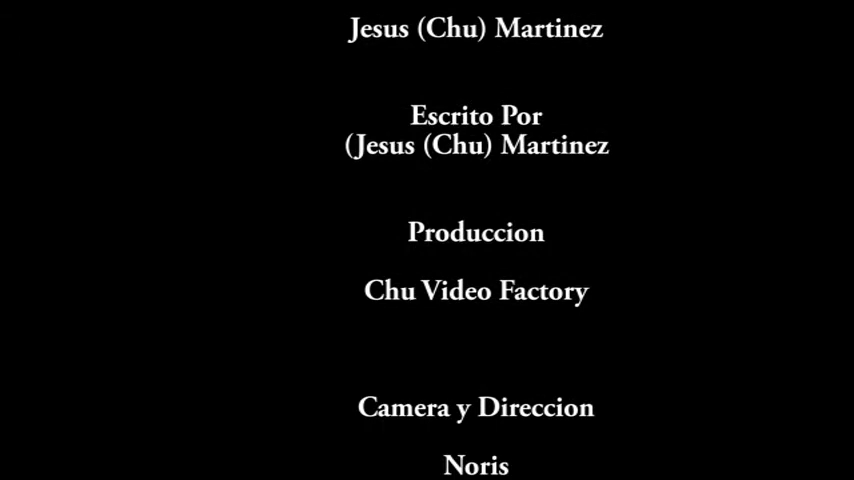 Jesus (Chu) Martinez
Escrito Por
(Jesus (Chu) Martinez
Produccion
Chu Video Factory
Camera y Direccion
Noris